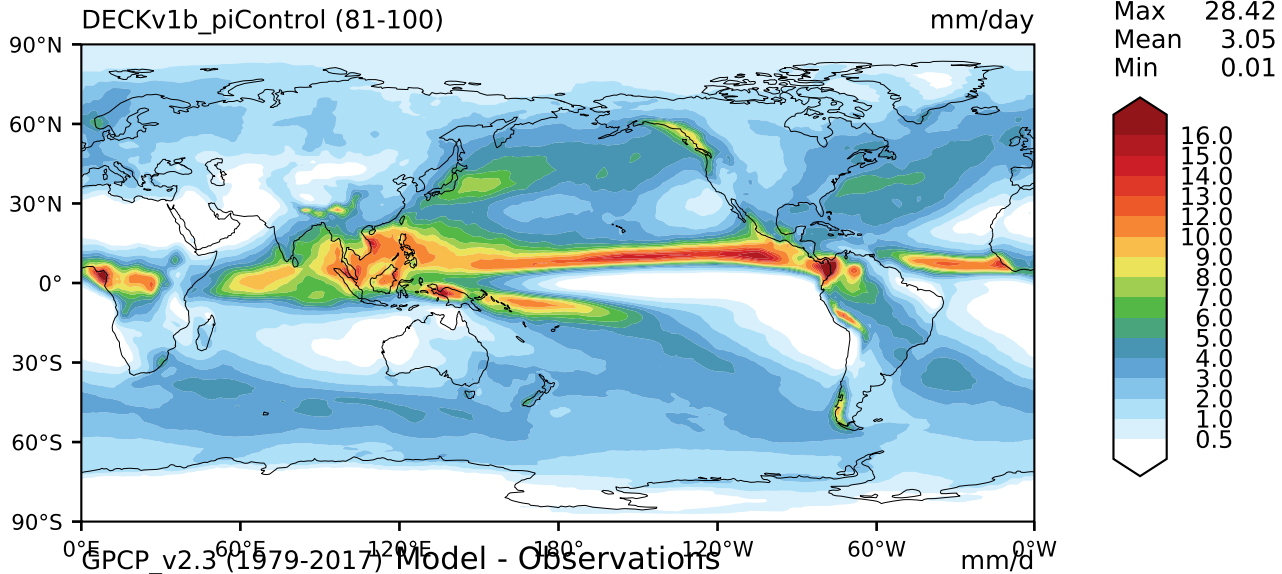 DECKv1b_piControl (81-100) mm/day
Max 28.42
Mean 3.05
Min 0.01
90°N
60°N
30°N
0°
30°S
60°S
90°S
16.0
15.0
14.0
13.0
12.0
10.0
9.0
8.0
7.0
6.0
5.0
4.0
3.0
2.0
1.0
0.5
0°E 60°E 120°E 180° 120°W 60°W 0°W
GPCP_v2.3 (1979-2017) Model - Observations mm/d